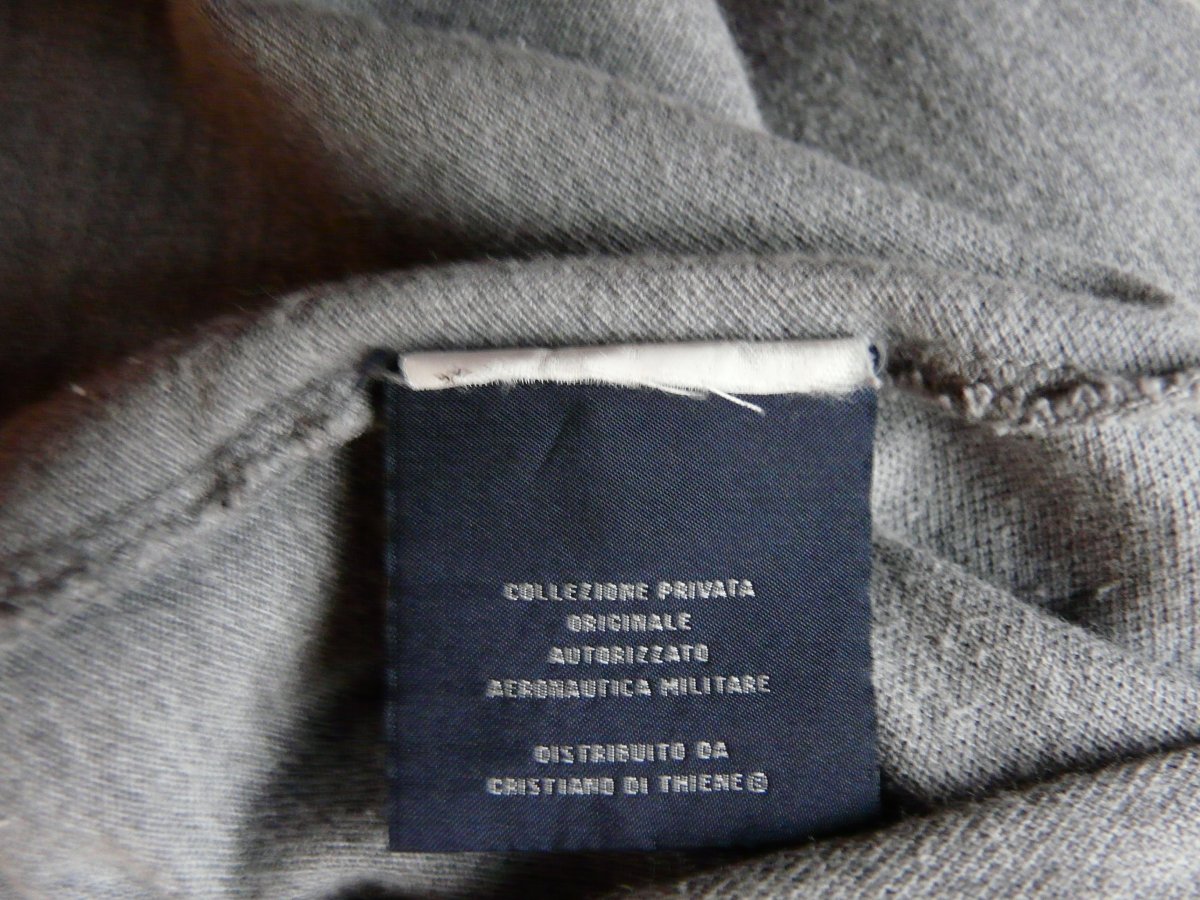 COLLEZIONE PRIVATA
ORIGINALE
AUTORIZZATO
AERONAUTICA MILITARE
DISTRIBUITO DA
CRISTIANO DI THIENE®